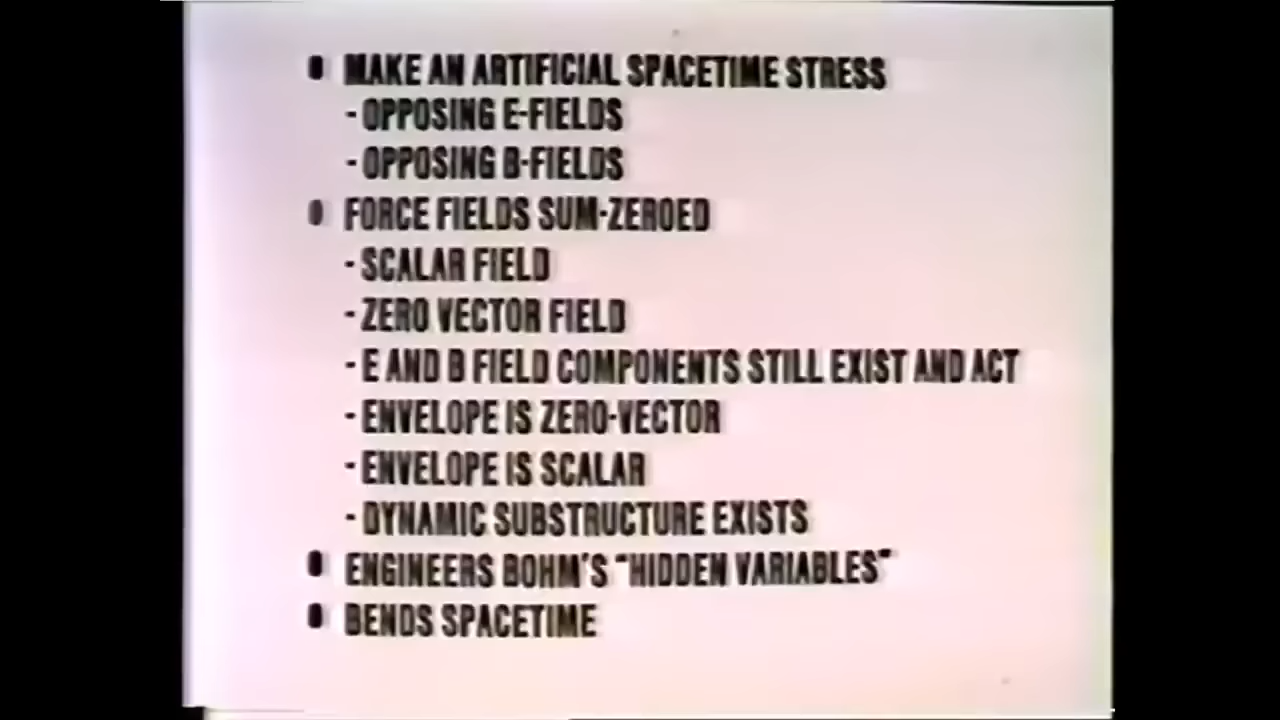 • MAKE AN ARTIFICIAL SPACETIME STRESS
- OPPOSING E-FIELDS
- OPPOSING B-FIELDS
• FORCE FIELDS SUM-ZEROED
- SCALAR FIELD
- ZERO VECTOR FIELD
- E AND B FIELD COMPONENTS STILL EXIST AND ACT
- ENVELOPE IS ZERO-VECTOR
- ENVELOPE IS SCALAR
- DYNAMIC SUBSTRUCTURE EXISTS
• ENGINEERS BOHM'S "HIDDEN VARIABLES"
• BENDS SPACETIME